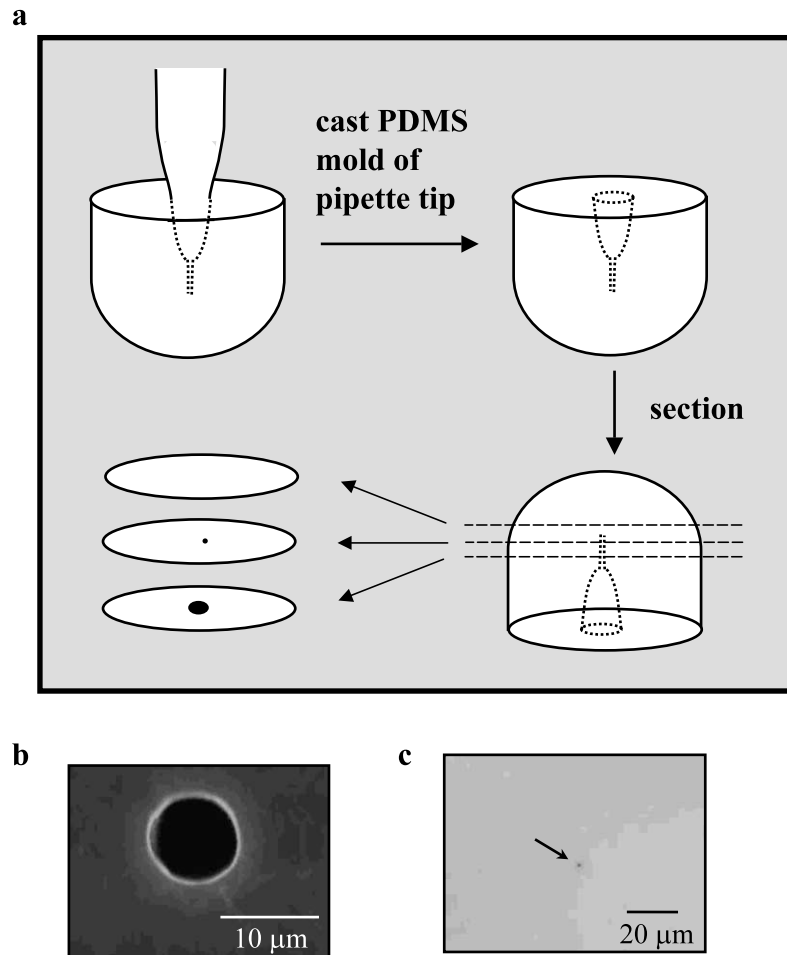 a
cast PDMS
mold of
pipette tip
section
b
c
10 µm
20 µm